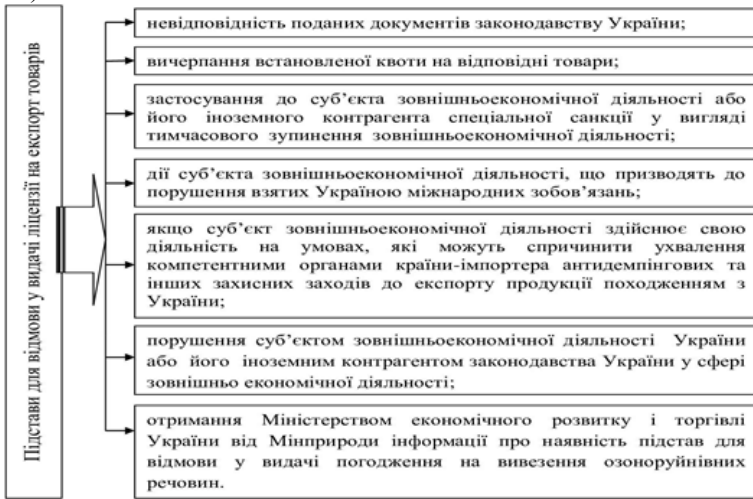 Підстави для відмови у видачі ліцензії на експорт товарів
невідповідність поданих документів законодавству України;
вичерпання встановленої квоти на відповідні товари;
застосування до суб’єкта зовнішньоекономічної діяльності або
його іноземного контрагента спеціальної санкції у вигляді
тимчасового зупинення зовнішньоекономічної діяльності;
дії суб’єкта зовнішньоекономічної діяльності, що призводять до
порушення взятих Україною міжнародних зобов’язань;
якщо суб’єкт зовнішньоекономічної діяльності здійснює свою
діяльність на умовах, які можуть спричинити ухвалення
компетентними органами країни-імпортера антидемпінгових та
інших захисних заходів до експорту продукції походженням з
України;
порушення суб’єктом зовнішньоекономічної діяльності України
або його іноземним контрагентом законодавства України у сфері
зовнішньо економічної діяльності;
отримання Міністерством економічного розвитку і торгівлі
України від Мінприроди інформації про наявність підстав для
відмови у видачі погодження на вивезення озоноруйнівних
речовин.